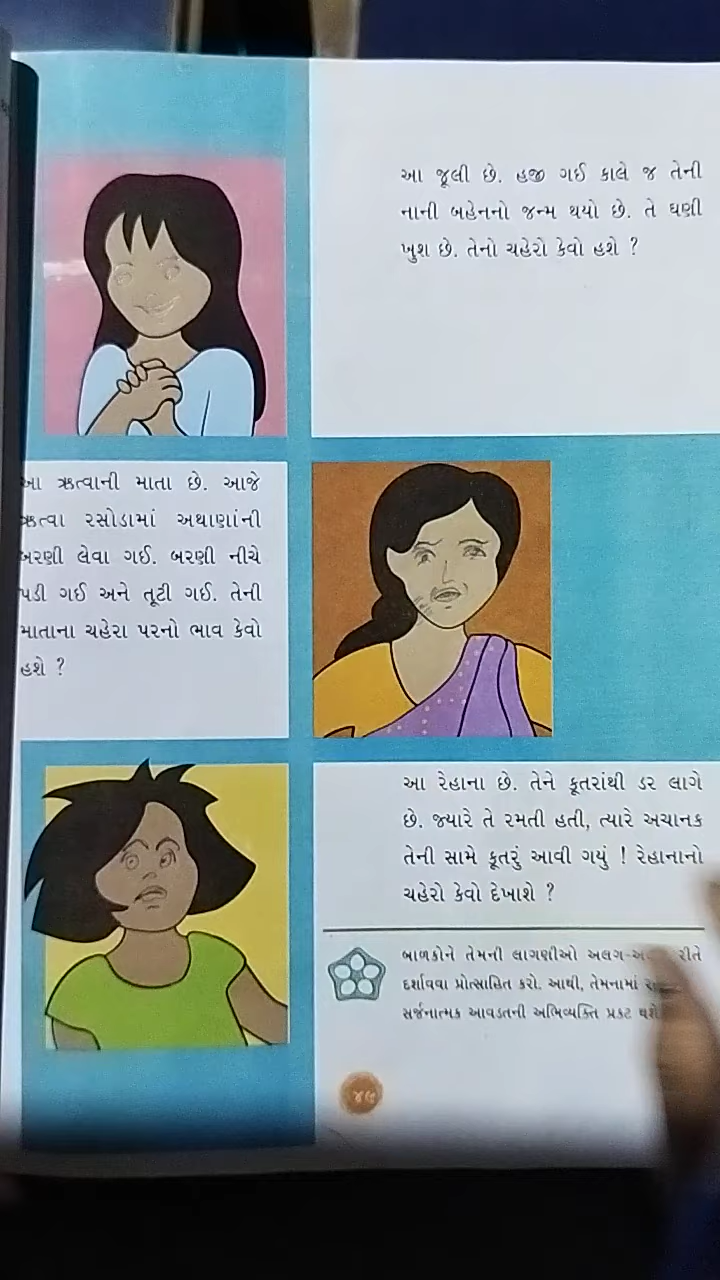 આ જૂલી છે. હજી ગઈ કાલે જ તેની
નાની બહેનનો જન્મ થયો છે. તે ઘણી
ખુશ છે. તેનો ચહેરો કેવો હશે ?
આ ઋત્વાની માતા છે. આજે
ઋત્વા રસોડામાં અથાણાંની
બરણી લેવા ગઈ. બરણી નીચે
પડી ગઈ અને તૂટી ગઈ. તેની
માતાના ચહેરા પરનો ભાવ કેવો
હશે ?
આ રેહાના છે. તેને કૂતરાંથી ડર લાગે
છે. જ્યારે તે રમતી હતી, ત્યારે અચાનક
તેની સામે કૂતરું આવી ગયું ! રેહાનાનો
ચહેરો કેવો દેખાશે ?
બાળકોને તેમની લાગણીઓ રીતે
દર્શાવવા પ્રોત્સાહિત કરો. આથી, તેમનામાં
સર્જનાત્મક આવડતની અભિવ્યક્તિ પ્રકટ થશે
૪૫